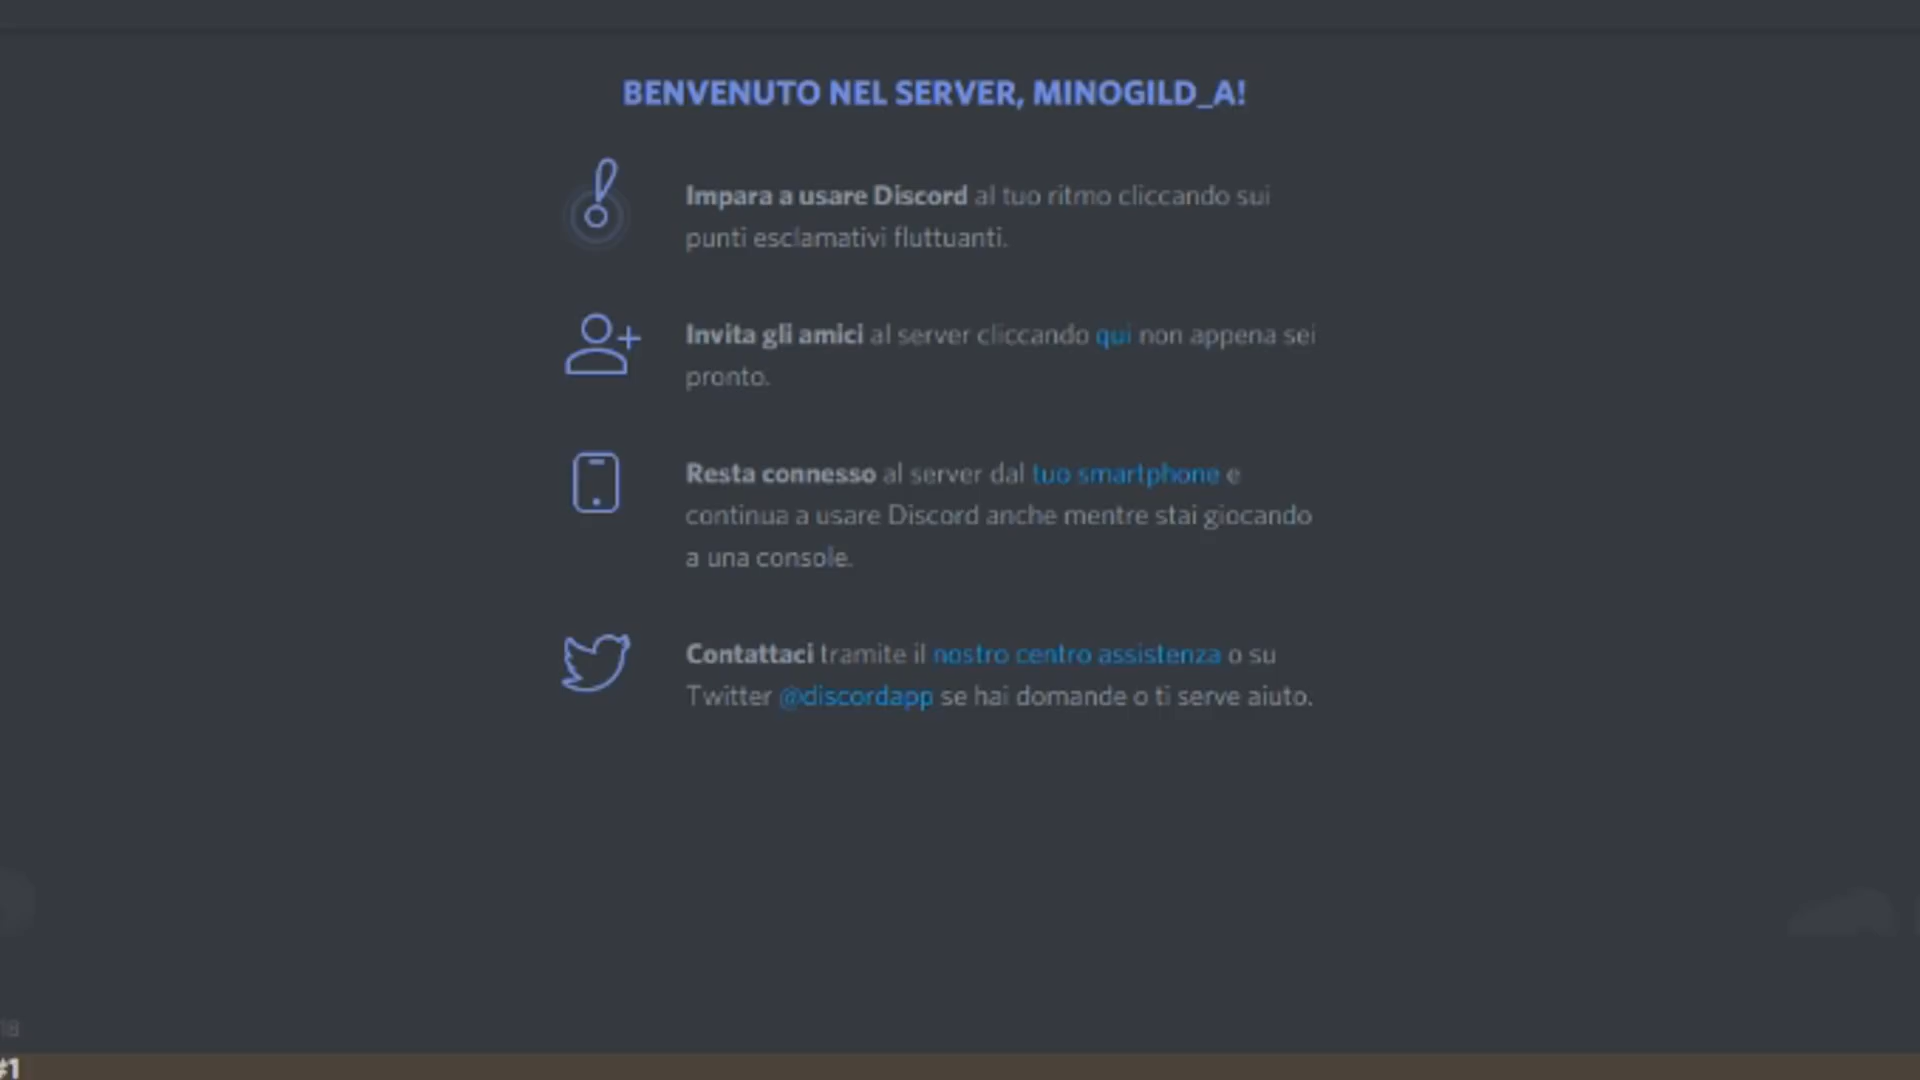 BENVENUTO NEL SERVER, MINOGILD_A!
Impara a usare Discord al tuo ritmo cliccando sui
punti esclamativi fluttuanti.
Invita gli amici al server cliccando qui non appena sei
pronto.
Resta connesso al server dal tuo smartphone e
continua a usare Discord anche mentre stai giocando
a una console.
Contattaci tramite il nostro centro assistenza o su
Twitter @discordapp se hai domande o ti serve aiuto.
18
#1